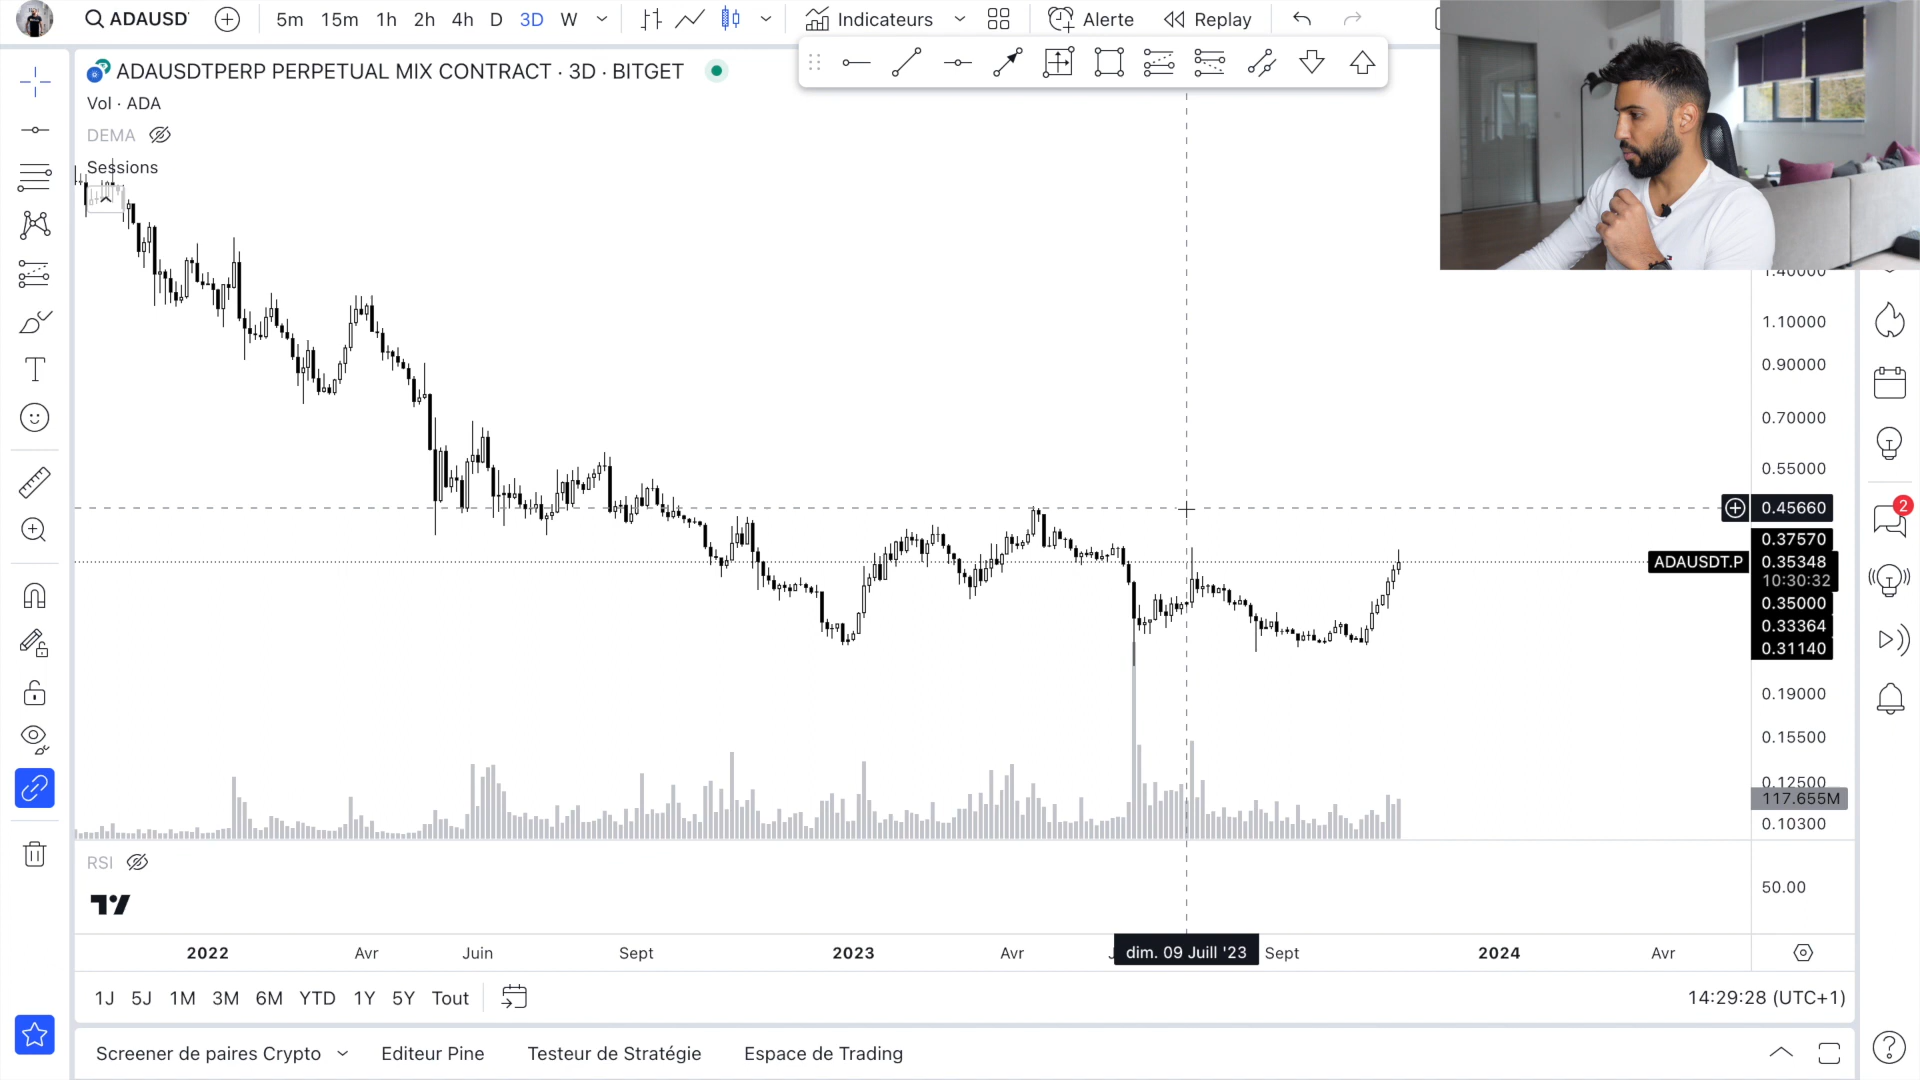 ADAUSD
5m 15m 1h 2h 4h D 3D W
Indicateurs
Alerte
Replay
ADAUSDTPERP PERPETUAL MIX CONTRACT · 3D · BITGET
Vol · ADA
DEMA
Sessions
1.40000
1.10000
0.90000
0.70000
0.55000
0.45660
0.37570
ADAUSDT.P 0.35348
10:30:32
0.35000
0.33364
0.31140
0.19000
0.15500
0.12500
117.655M
0.10300
2
RSI
50.00
2022 Avr Juin Sept 2023 Avr dim. 09 Juill '23 Sept 2024 Avr
1J 5J 1M 3M 6M YTD 1Y 5Y Tout
14:29:28 (UTC+1)
Screener de paires Crypto Editeur Pine Testeur de Stratégie Espace de Trading